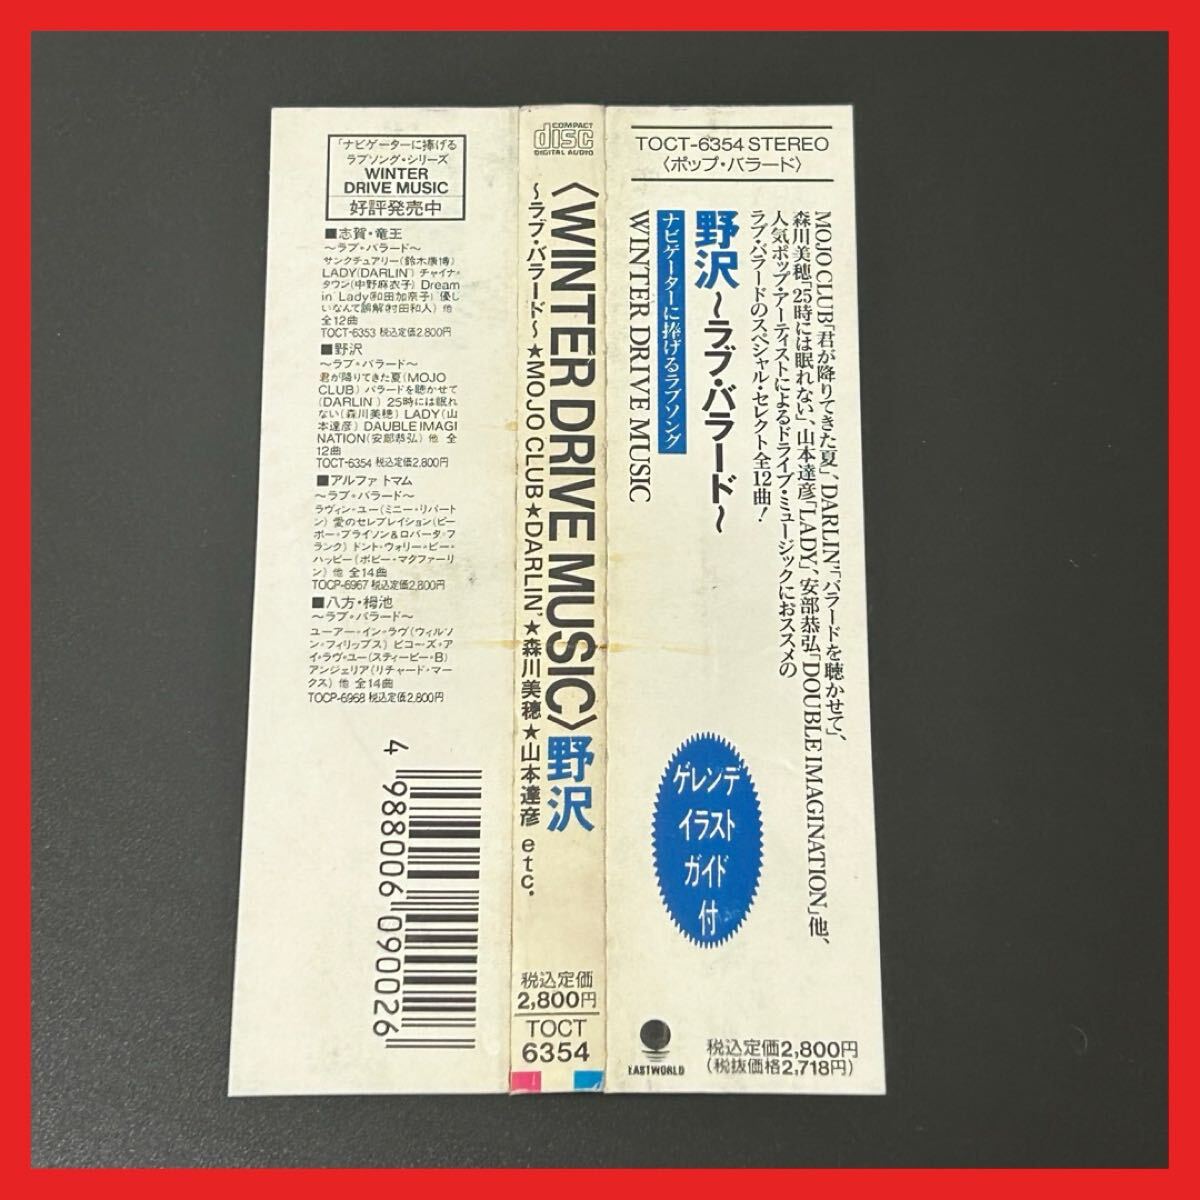 「ナビゲーターに捧げる
ラブソング・シリーズ
WINTER
DRIVE MUSIC
好評発売中
■志賀・竜王
～ラブ・バラード～
サンクチュアリー(鈴木康博)
LADY(DARLIN') チャイナ・
タウン(中野麻衣子) Dream
in' Lady(和田加奈子) 優し
いなんて誤解(村田和人) 他
全12曲
TOCT-6353 税込定価2,800円
■野沢
～ラブ・バラード～
君が降りてきた夏(MOJO
CLUB) バラードを聴かせて
(DARLIN') 25時には眠れ
ない(森川美穂) LADY(山
本達彦) DAUBLE IMAGI
NATION(安部恭弘) 他 全
12曲
TOCT-6354 税込定価2,800円
■アルファ トマム
～ラブ・バラード～
ラヴィン・ユー(ミニー・リパート
ン) 愛のセレブレイション(ピー
ボー・ブライソン&ロバータ・フ
ラック) ドント・ウォリー・ビー・
ハッピー(ボビー・マクファーリ
ン) 他 全14曲
TOCP-6967 税込定価2,800円
■八方・栂池
～ラブ・バラード～
ユーアー・イン・ラヴ(ウィルソ
ン・フィリップス) ビコーズ・ア
イ・ラヴ・ユー(スティービー・B)
アンジェリア(リチャード・マー
クス) 他 全14曲
TOCP-6968 税込定価2,800円
4 988006 090026
COMPACT
disc
DIGITAL AUDIO
〈WINTER DRIVE MUSIC〉野沢
～ラブ・バラード～★MOJO CLUB★DARLIN'★森川美穂★山本達彦 etc.
税込定価
2,800円
TOCT
6354
TOCT-6354 STEREO
〈ポップ・バラード〉
MOJO CLUB「君が降りてきた夏」、DARLIN'「バラードを聴かせて」、
森川美穂「25時には眠れない」、山本達彦「LADY」、安部恭弘「DOUBLE IMAGINATION」他、
人気ポップ・アーティストによるドライブ・ミュージックにおススメの
ラブ・バラードのスペシャル・セレクト全12曲!
野沢～ラブ・バラード～
ナビゲーターに捧げるラブソング
WINTER DRIVE MUSIC
ゲレンデ
イラスト
ガイド
付
EASTWORLD
税込定価2,800円
(税抜価格2,718円)